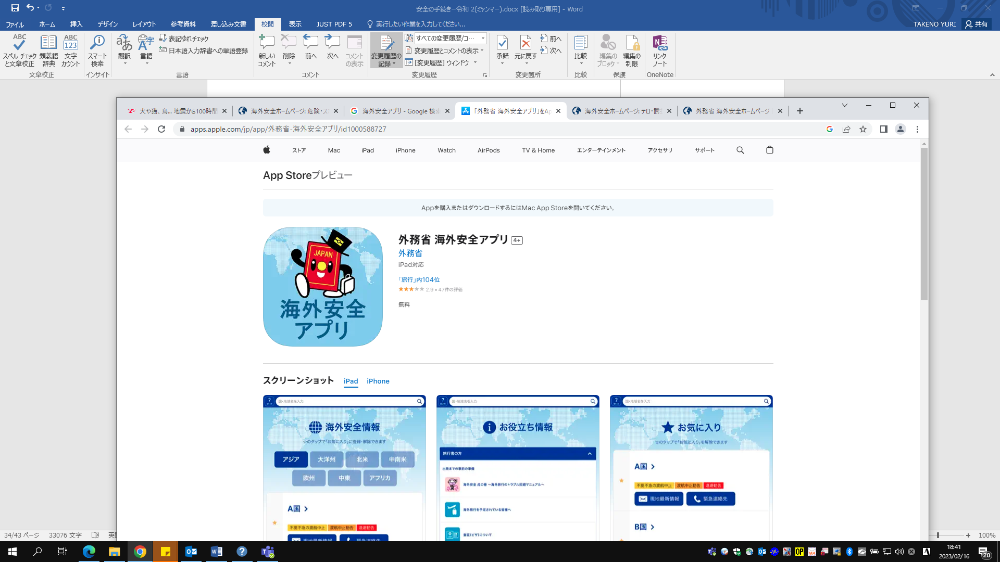 安全の手続きー令和 2(ミャンマー).docx [読み取り専用] - Word
ファイル ホーム 挿入 デザイン レイアウト 参考資料 差し込み文書 校閲 表示 JUST PDF 5 実行したい作業を入力してください... TAKENO YURI 共有
スペル チェックと文章校正
類義語辞典
文字カウント
スマート検索
翻訳
言語
表記ゆれチェック
日本語入力辞書への単語登録
新しいコメント
削除
前へ
次へ
コメントの表示
変更履歴の記録
すべての変更履歴/コ…
変更履歴とコメントの表示
[変更履歴] ウィンドウ
承諾
元に戻す
前へ
次へ
比較
編集のブロック
編集の制限
リンクノート
文章校正 インサイト 言語 コメント 変更履歴 変更箇所 比較 保護 OneNote
犬や猫、鳥... 地震から100時間 海外安全ホームページ: 危険・ス 海外安全アプリ - Google 検索 「外務省 海外安全アプリ」をAp 海外安全ホームページ: テロ・誘 外務省 海外安全ホームページ
apps.apple.com/jp/app/外務省-海外安全アプリ/id1000588727
ストア Mac iPad iPhone Watch AirPods TV & Home エンターテインメント アクセサリ サポート
App Storeプレビュー
Appを購入またはダウンロードするにはMac App Storeを開いてください。
JAPAN
海外安全
アプリ
外務省 海外安全アプリ 4+
外務省
iPad対応
「旅行」内104位
★★★★★ 2.9 • 47件の評価
無料
スクリーンショット iPad iPhone
国・地域名を入力
海外安全情報
☆のタップで「お気に入り」に登録・解除できます
アジア 大洋州 北米 中南米
欧州 中東 アフリカ
A国
不要不急の渡航中止 渡航中止勧告 退避勧告
現地最新情報 緊急連絡先
国・地域名を入力
お役立ち情報
旅行者の方
出発までの事前の準備
海外安全 虎の巻 ～海外旅行のトラブル回避マニュアル～
海外旅行を予定されている皆様へ
査証(ビザ)について
国・地域名を入力
お気に入り
☆のタップで「お気に入り」を解除できます
A国
不要不急の渡航中止 渡航中止勧告 退避勧告
現地最新情報 緊急連絡先
B国
34/43 ページ 33076 文字 英 100%
18:41
2023/02/16
20